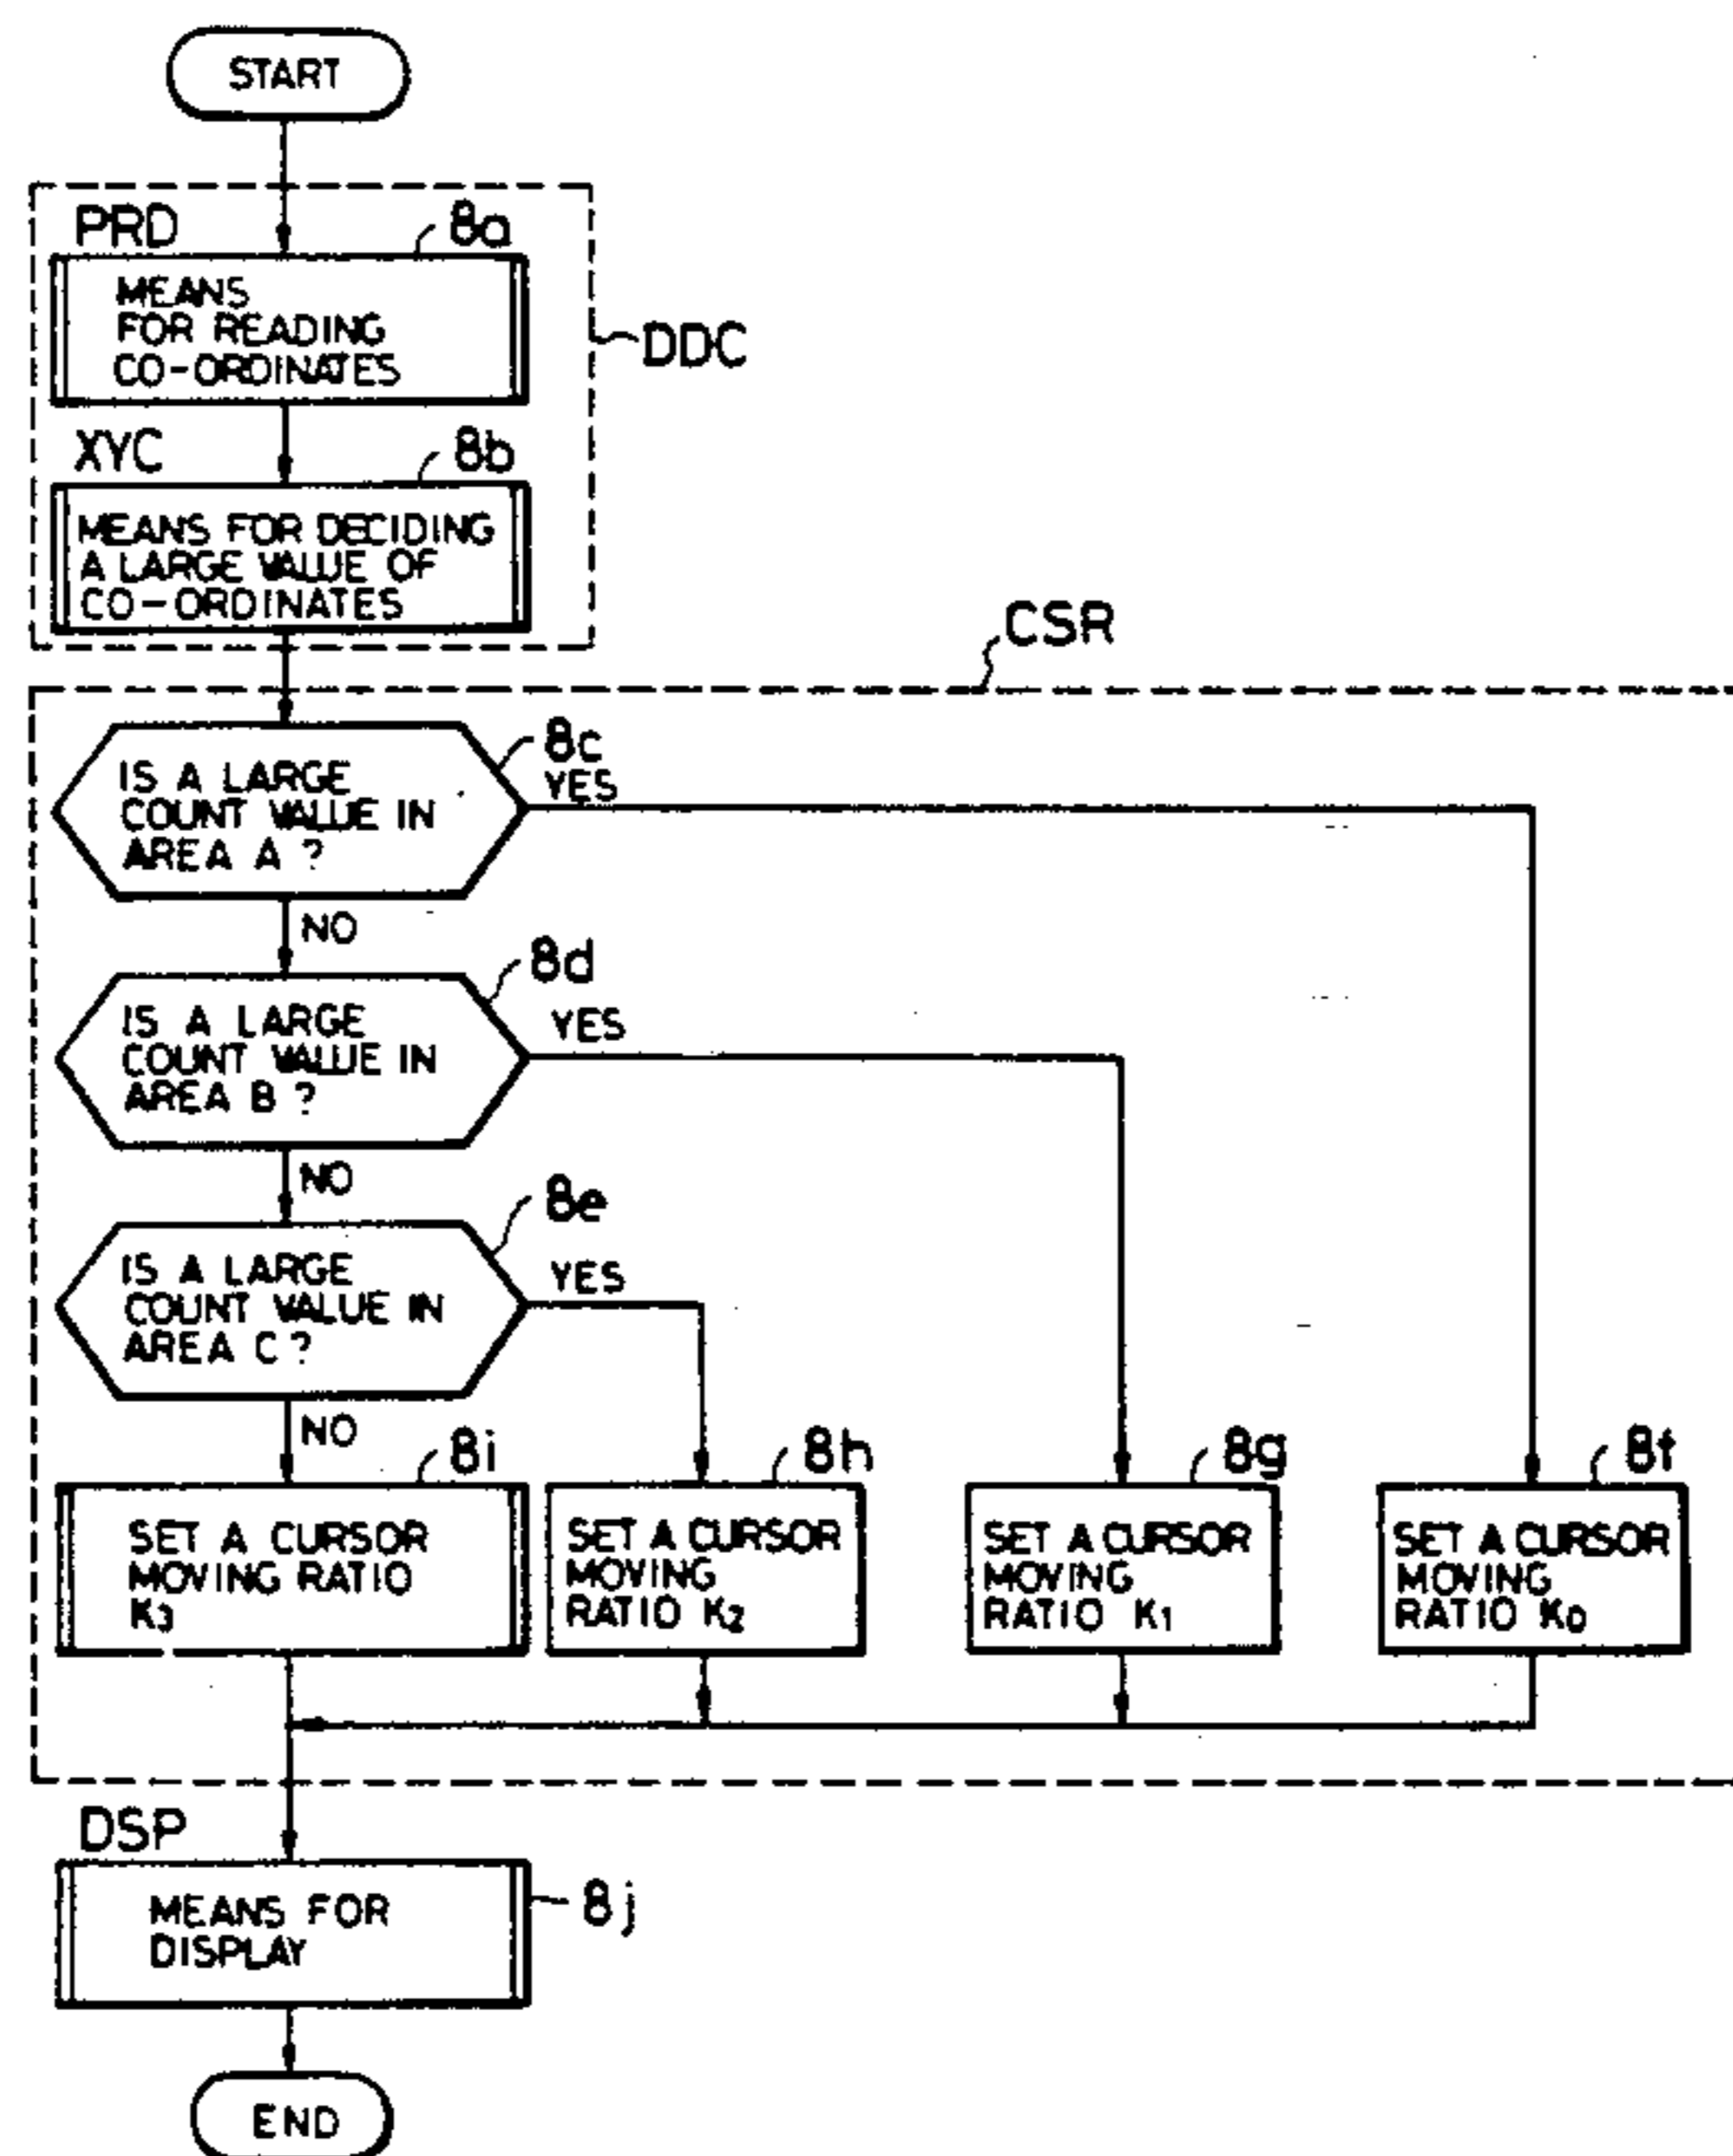 START
PRD
8a
MEANS
FOR READING
CO-ORDINATES
DDC
XYC
8b
MEANS FOR DECIDING
A LARGE VALUE OF
CO-ORDINATES
CSR
8c
YES
IS A LARGE
COUNT VALUE IN
AREA A ?
NO
8d
YES
IS A LARGE
COUNT VALUE IN
AREA B ?
NO
8e
YES
IS A LARGE
COUNT VALUE IN
AREA C ?
NO
8i
SET A CURSOR
MOVING RATIO
K3
8h
SET A CURSOR
MOVING
RATIO K2
8g
SET A CURSOR
MOVING
RATIO K1
8f
SET A CURSOR
MOVING
RATIO K0
DSP
MEANS FOR
DISPLAY
8j
END